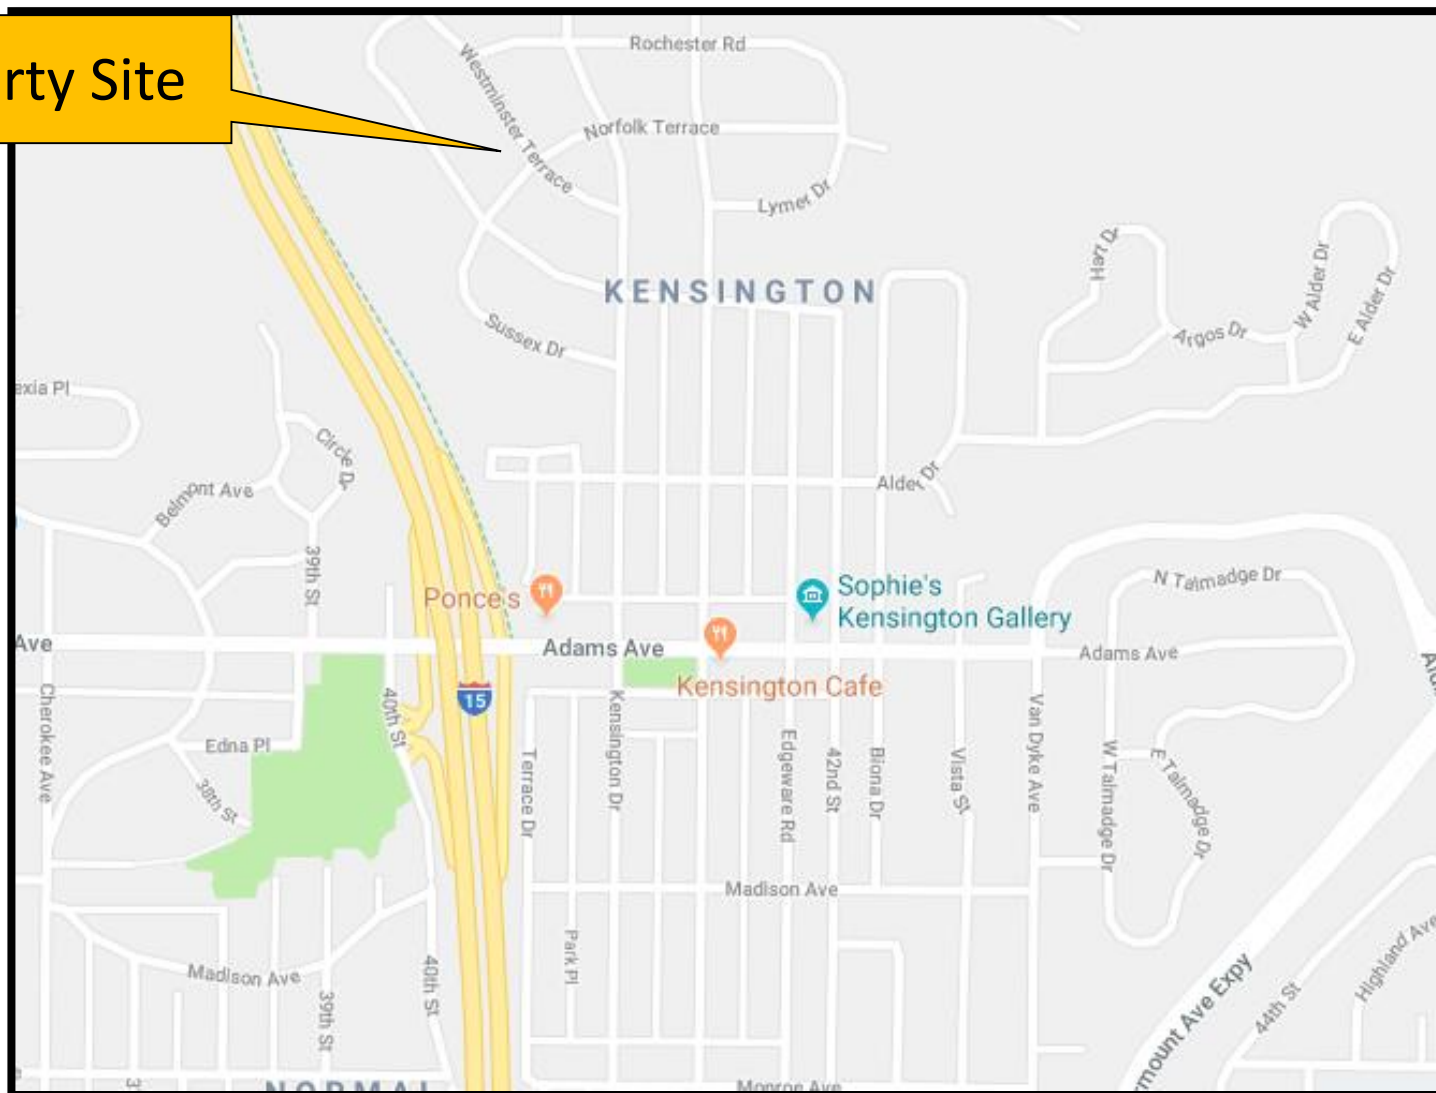 rty Site
Rochester Rd
Westminster Terrace
Norfolk Terrace
Lymer Dr
KENSINGTON
Hart Dr
W Alder Dr
E Alder Dr
Argos Dr
Sussex Dr
exia Pl
Circle Dr
Alder Dr
Belmont Ave
39th St
N Talmadge Dr
Ponce's
Sophie's
Kensington Gallery
Ave
Adams Ave
Adams Ave
Kensington Cafe
15
Cherokee Ave
40th St
Kensington Dr
Edna Pl
38th St
Terrace Dr
Edgeware Rd
42nd St
Biona Dr
Vista St
Van Dyke Ave
W Talmadge Dr
E Talmadge Dr
Madison Ave
Park Pl
Madison Ave
40th St
39th St
Highland Ave
44th St
rmount Ave Expy
NORMAL
Monroe Ave